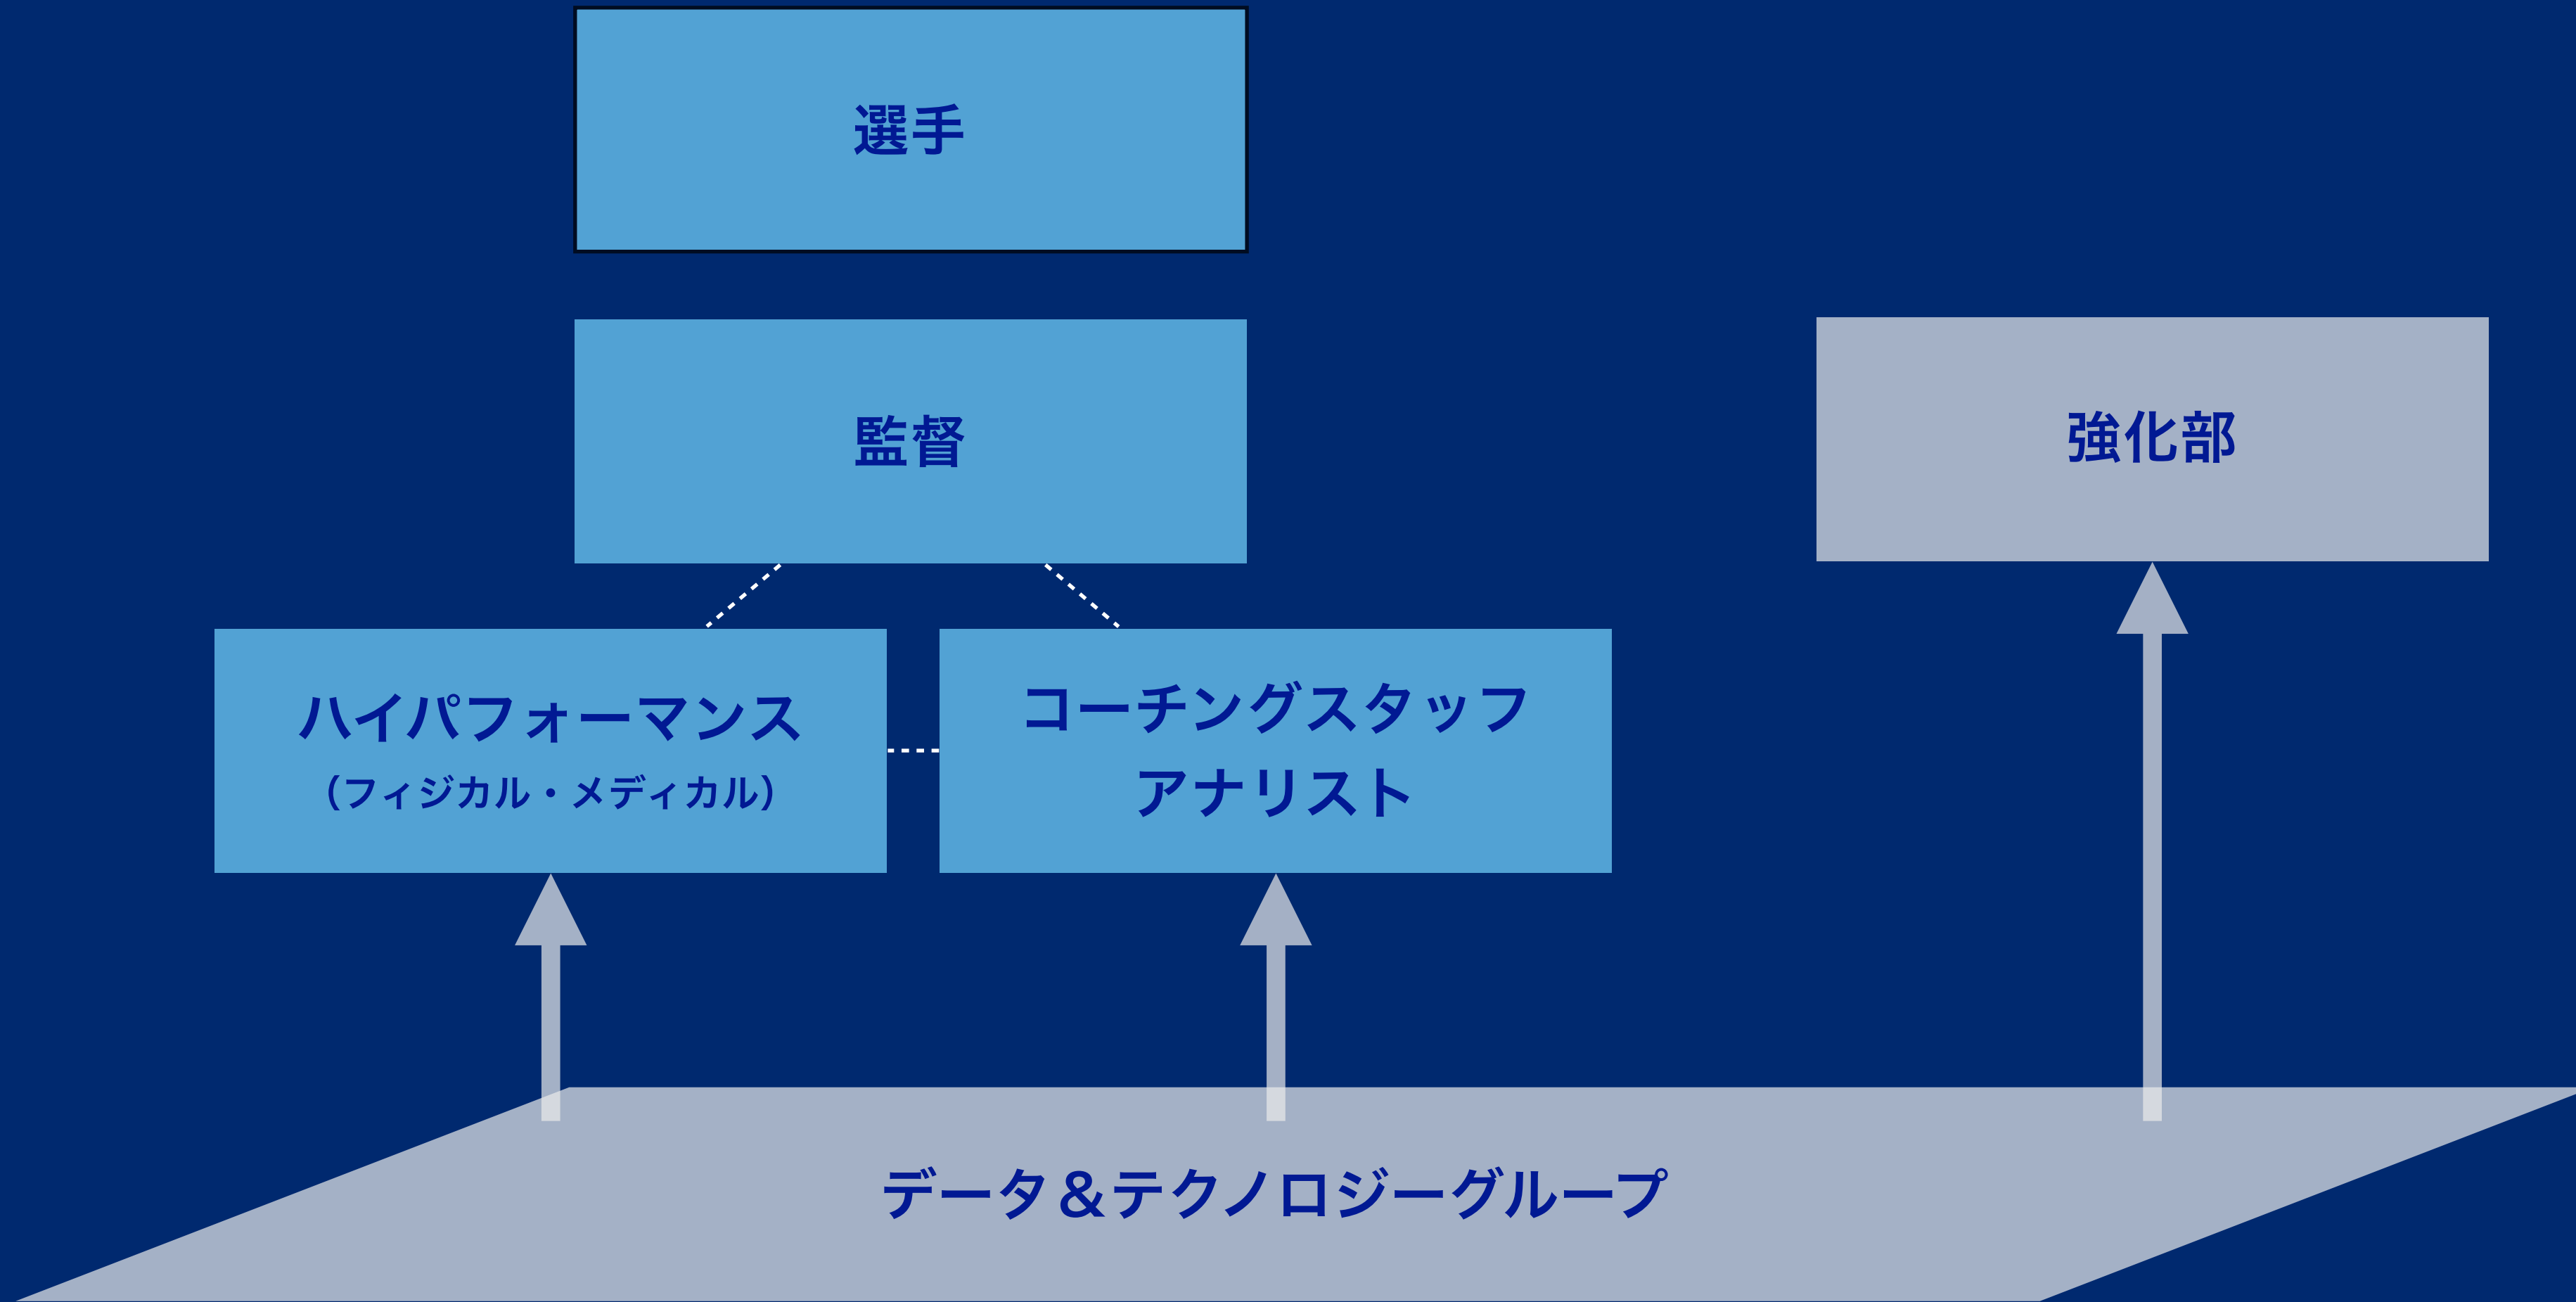 選手
監督
強化部
ハイパフォーマンス
（フィジカル・メディカル）
コーチングスタッフ
アナリスト
データ＆テクノロジーグループ